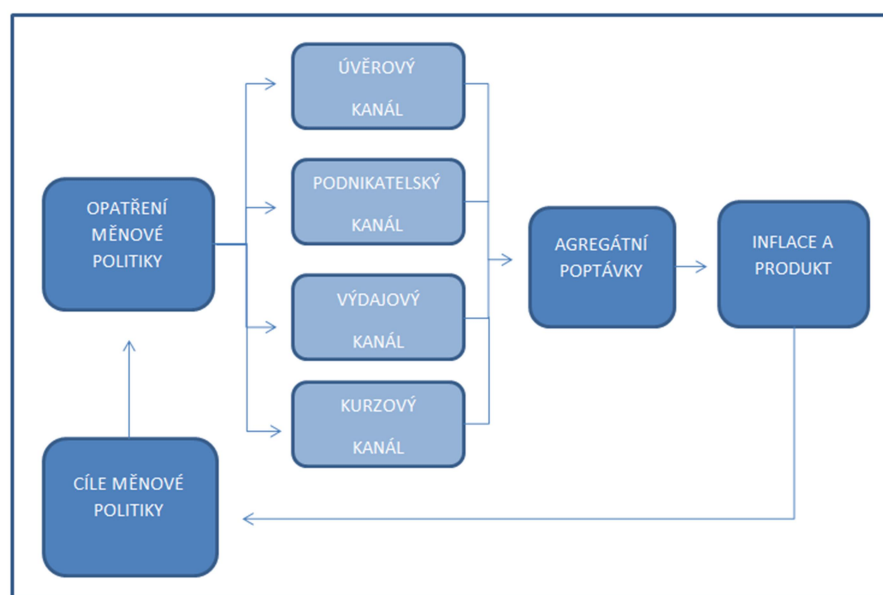 ÚVĚROVÝ
KANÁL
PODNIKATELSKÝ
KANÁL
OPATŘENÍ
MĚNOVÉ
POLITIKY
AGREGÁTNÍ
POPTÁVKY
INFLACE A
PRODUKT
VÝDAJOVÝ
KANÁL
KURZOVÝ
KANÁL
CÍLE MĚNOVÉ
POLITIKY